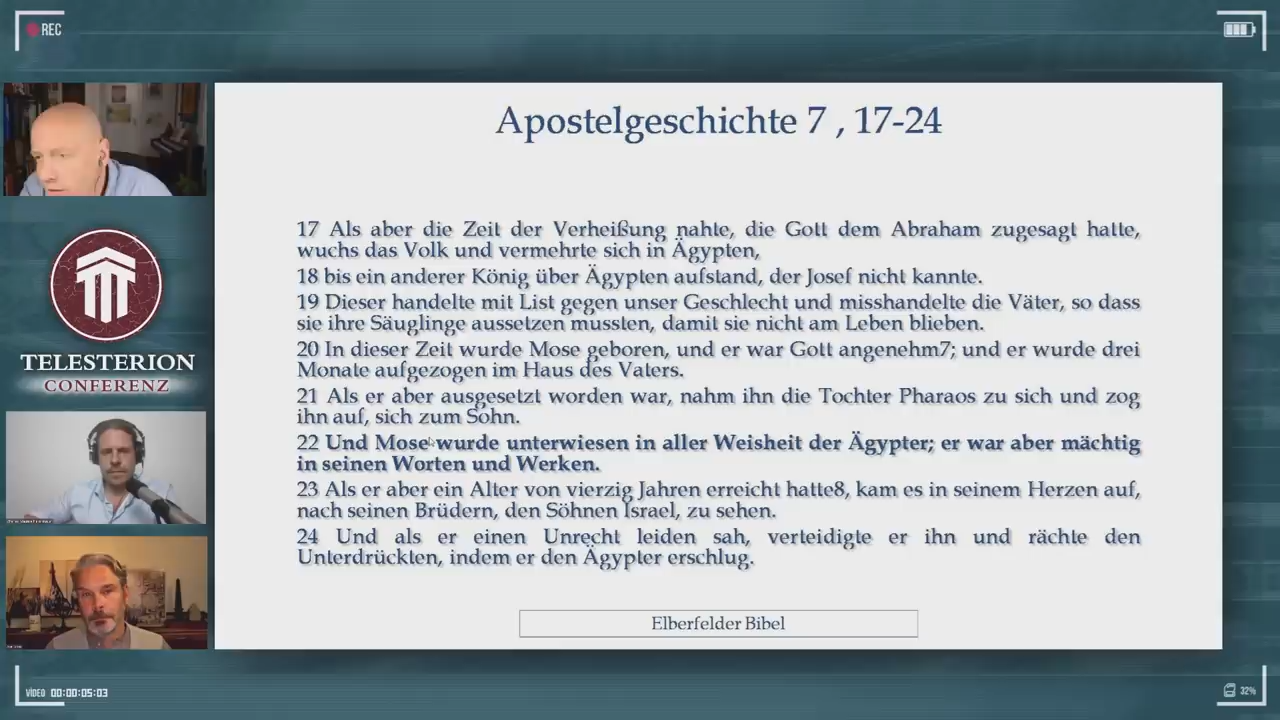 REC
Apostelgeschichte 7 , 17-24
17 Als aber die Zeit der Verheißung nahte, die Gott dem Abraham zugesagt hatte,
wuchs das Volk und vermehrte sich in Ägypten,
18 bis ein anderer König über Ägypten aufstand, der Josef nicht kannte.
19 Dieser handelte mit List gegen unser Geschlecht und misshandelte die Väter, so dass
sie ihre Säuglinge aussetzen mussten, damit sie nicht am Leben blieben.
20 In dieser Zeit wurde Mose geboren, und er war Gott angenehm7; und er wurde drei
Monate aufgezogen im Haus des Vaters.
21 Als er aber ausgesetzt worden war, nahm ihn die Tochter Pharaos zu sich und zog
ihn auf, sich zum Sohn.
22 Und Mose wurde unterwiesen in aller Weisheit der Ägypter; er war aber mächtig
in seinen Worten und Werken.
23 Als er aber ein Alter von vierzig Jahren erreicht hatte8, kam es in seinem Herzen auf,
nach seinen Brüdern, den Söhnen Israel, zu sehen.
24 Und als er einen Unrecht leiden sah, verteidigte er ihn und rächte den
Unterdrückten, indem er den Ägypter erschlug.
Elberfelder Bibel
TELESTERION
CONFERENZ
VÍDEO 00:00:05:03
32%